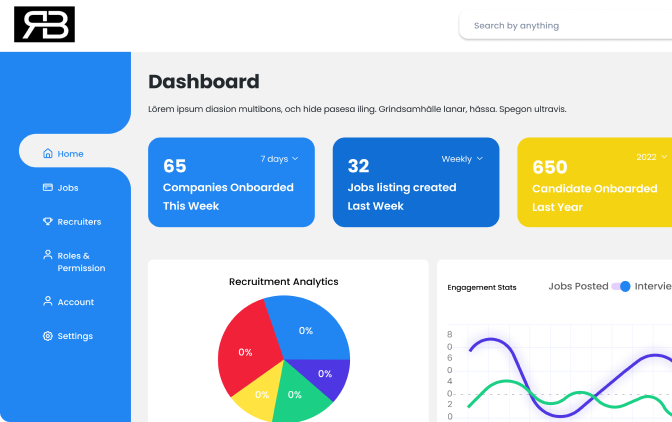 RB
Search by anything
Dashboard
Lörem ipsum diasion multibons, och hide pasesa iling. Grindsamhälle lanar, hässa. Spegon ultravis.
Home
Jobs
Recruiters
Roles &
Permission
Account
Settings
65
7 days
Companies Onboarded
This Week
32
Weekly
Jobs listing created
Last Week
650
2022
Candidate Onboarded
Last Year
Recruitment Analytics
0%
0%
0%
0%
0%
Engagement Stats
Jobs Posted
Intervie
8
0
6
0
4
0
2
0